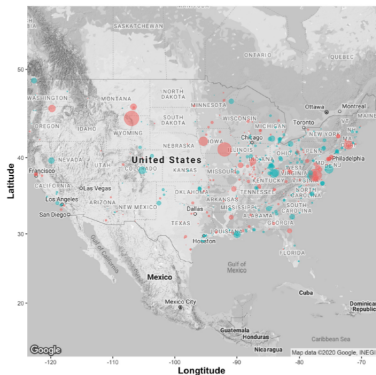 BRITISH
COLUMBIA
SASKATCHEWAN
ONTARIO
QUEBEC
60
50
40
30
20
WASHINGTON
MONTANA
NORTH
DAKOTA
MINNESOTA
Ottawa
Montreal
Toronto
OREGON
IDAHO
WYOMING
SOUTH
DAKOTA
WISCONSIN
MICHIGAN
NEW YORK
Chicago
IOWA
NEBRASKA
ILLINOIS
OHIO
Philadelphia
NEVADA
UTAH
United States
COLORADO
KANSAS
MISSOURI
KENTUCKY
San Francisco
CALIFORNIA
Las Vegas
OKLAHOMA
TENNESSEE
Los Angeles
ARIZONA
NEW MEXICO
ARKANSAS
MISSISSIPPI
SOUTH
CAROLINA
San Diego
Dallas
ALABAMA
GEORGIA
TEXAS
LOUISIANA
Houston
FLORIDA
Gulf of
Mexico
Mexico
Mexico City
Cuba
Dominican
Republic
Guatemala
Honduras
Caribbean Sea
Nicaragua
Google
Map data ©2020 Google, INEGI
-120
-110
-100
-90
-80
-70
Longtitude
Latitude